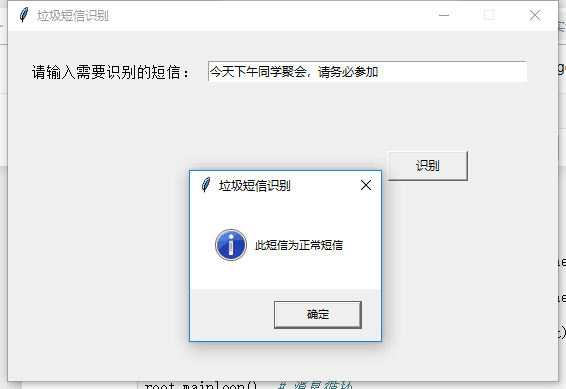 垃圾短信识别
请输入需要识别的短信：
今天下午同学聚会，请务必参加
识别
垃圾短信识别
此短信为正常短信
确定
root.mainloop() # 消息循环